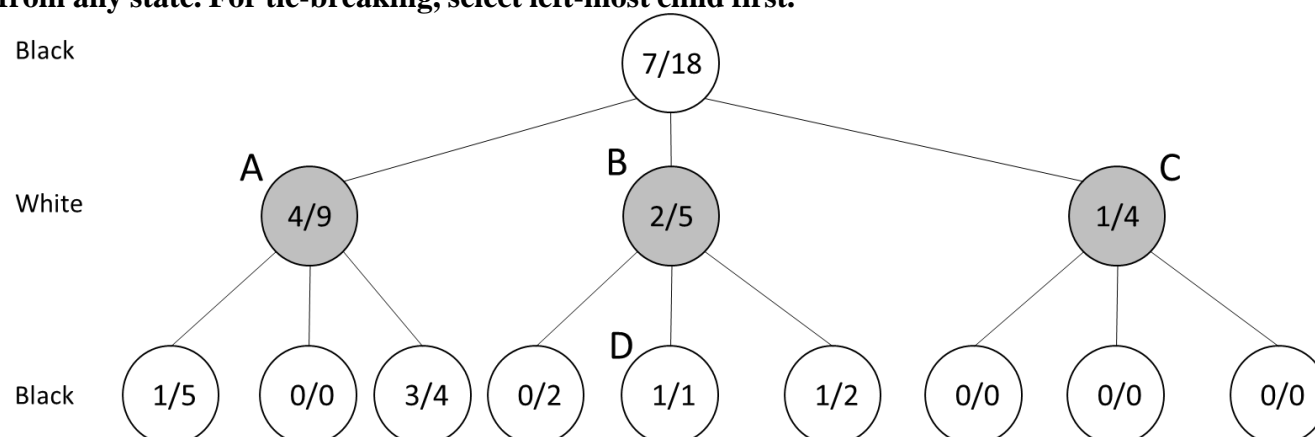 from any state. For tie-breaking, select left-most child first.
Black
7/18
A
B
C
White
4/9
2/5
1/4
D
Black
1/5
0/0
3/4
0/2
1/1
1/2
0/0
0/0
0/0